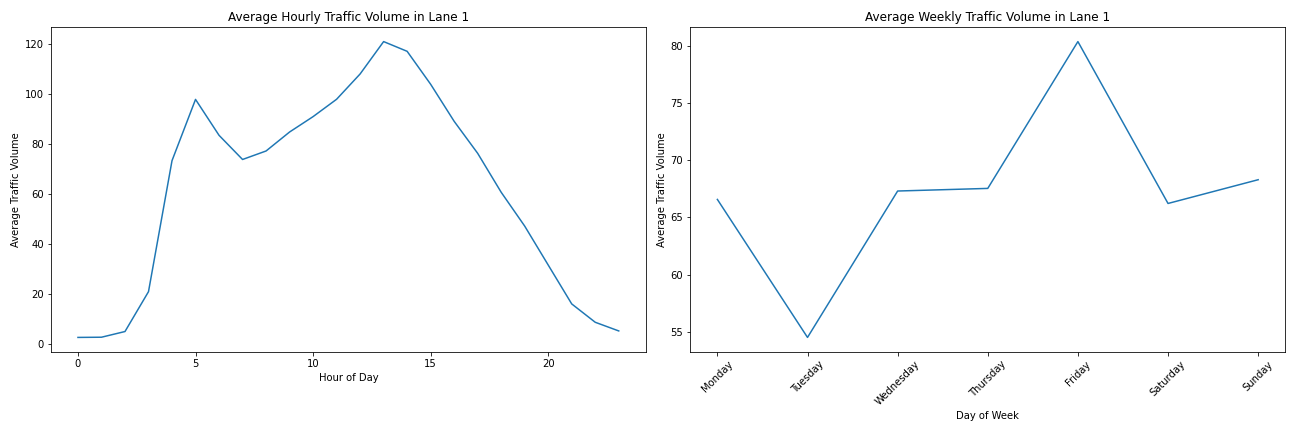 Average Hourly Traffic Volume in Lane 1
Average Traffic Volume
120
100
80
60
40
20
0
0 5 10 15 20
Hour of Day
Average Weekly Traffic Volume in Lane 1
Average Traffic Volume
80
75
70
65
60
55
Monday Tuesday Wednesday Thursday Friday Saturday Sunday
Day of Week